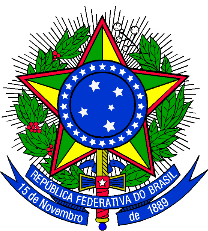 REPÚBLICA FEDERATIVA DO BRASIL
15 de Novembro de 1889